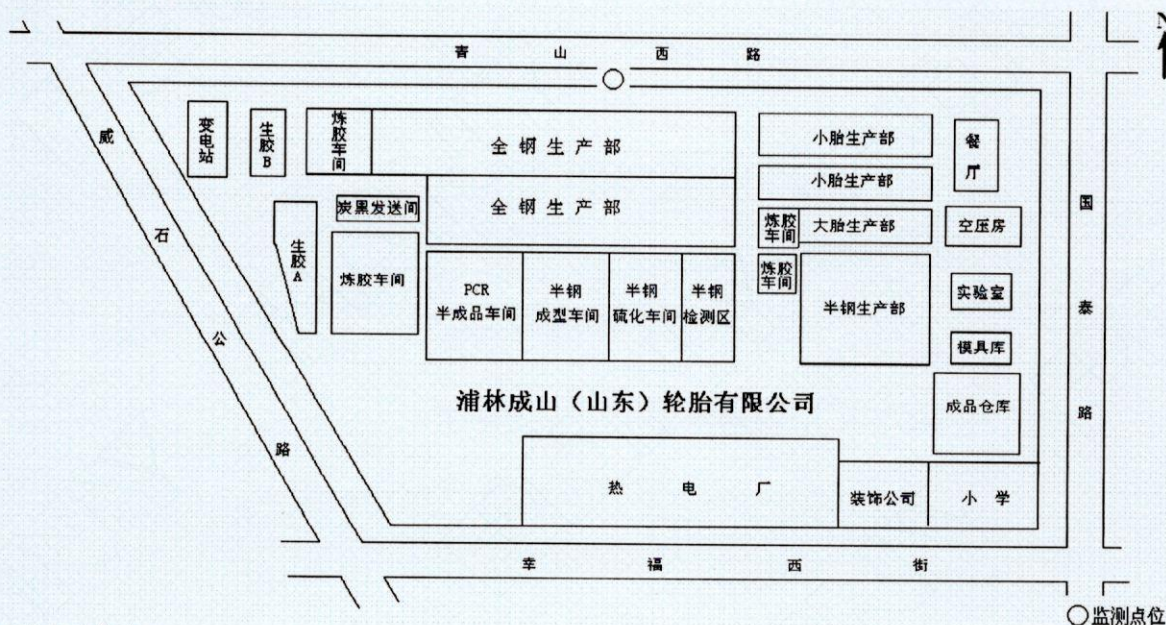 N
青山西路
威石公路
国泰路
变电站
生胶B
炼胶车间
全钢生产部
小胎生产部
餐厅
小胎生产部
炭黑发送间
全钢生产部
炼胶车间
大胎生产部
空压房
生胶A
炼胶车间
PCR
半成品车间
半钢
成型车间
半钢
硫化车间
半钢
检测区
炼胶车间
半钢生产部
实验室
模具库
浦林成山（山东）轮胎有限公司
成品仓库
热电厂
装饰公司
小学
幸福西街
监测点位